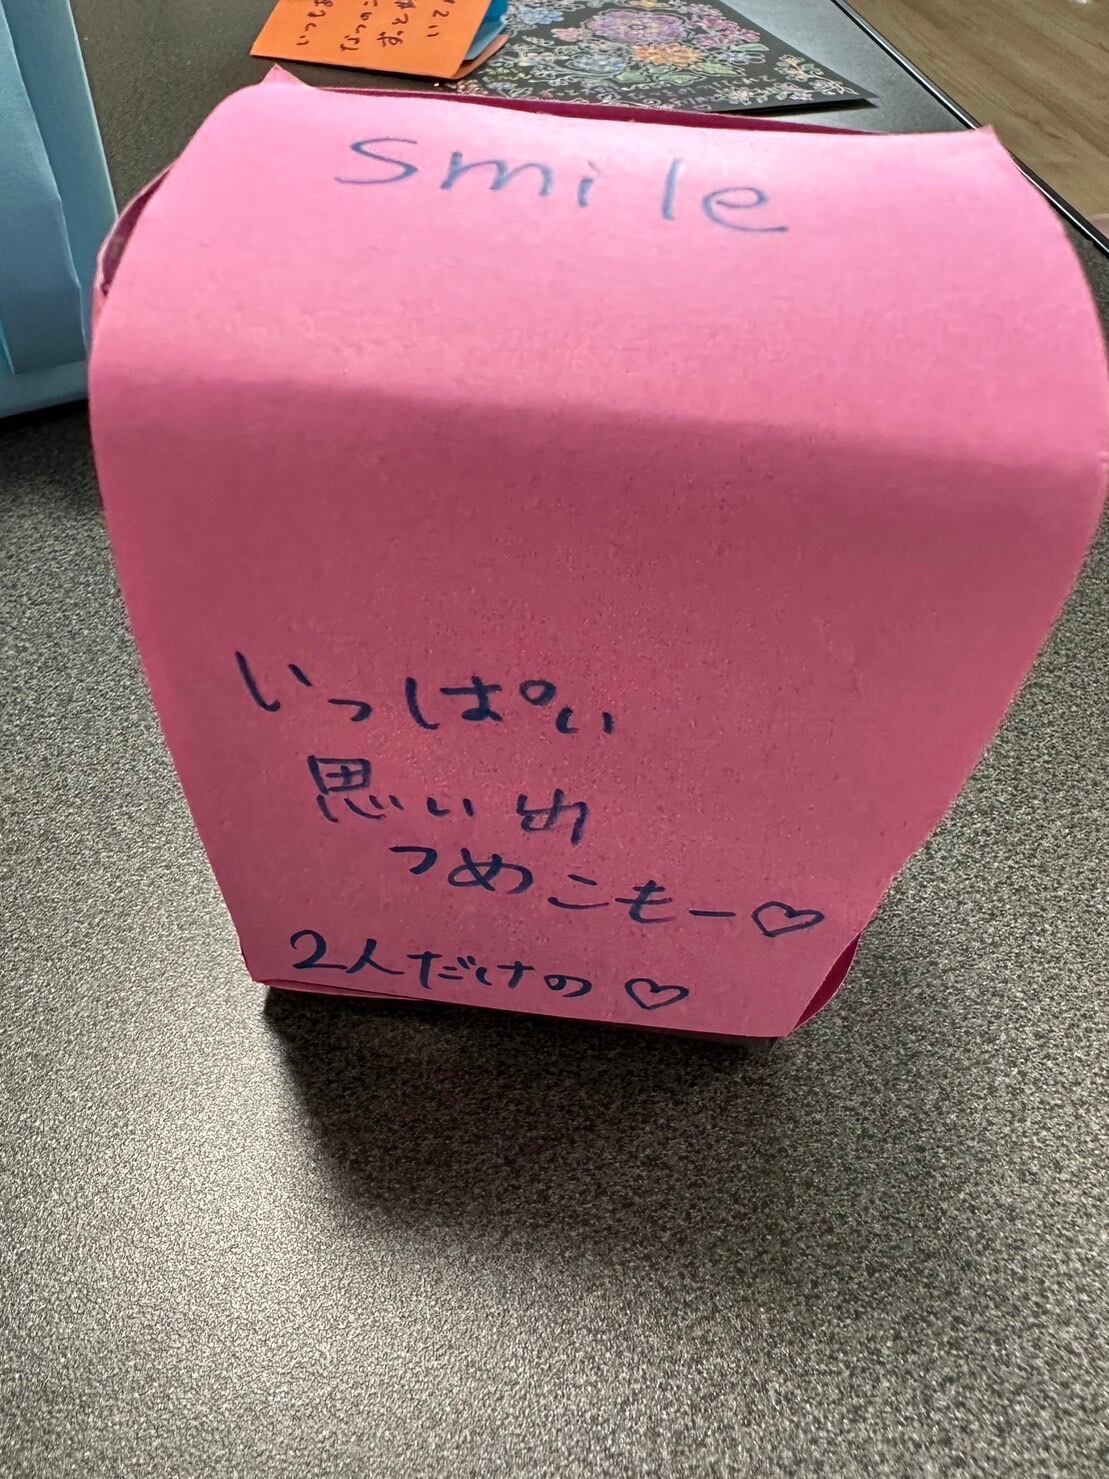 smile
いっぱい
思い出
つめこもー♡
2人だけの♡